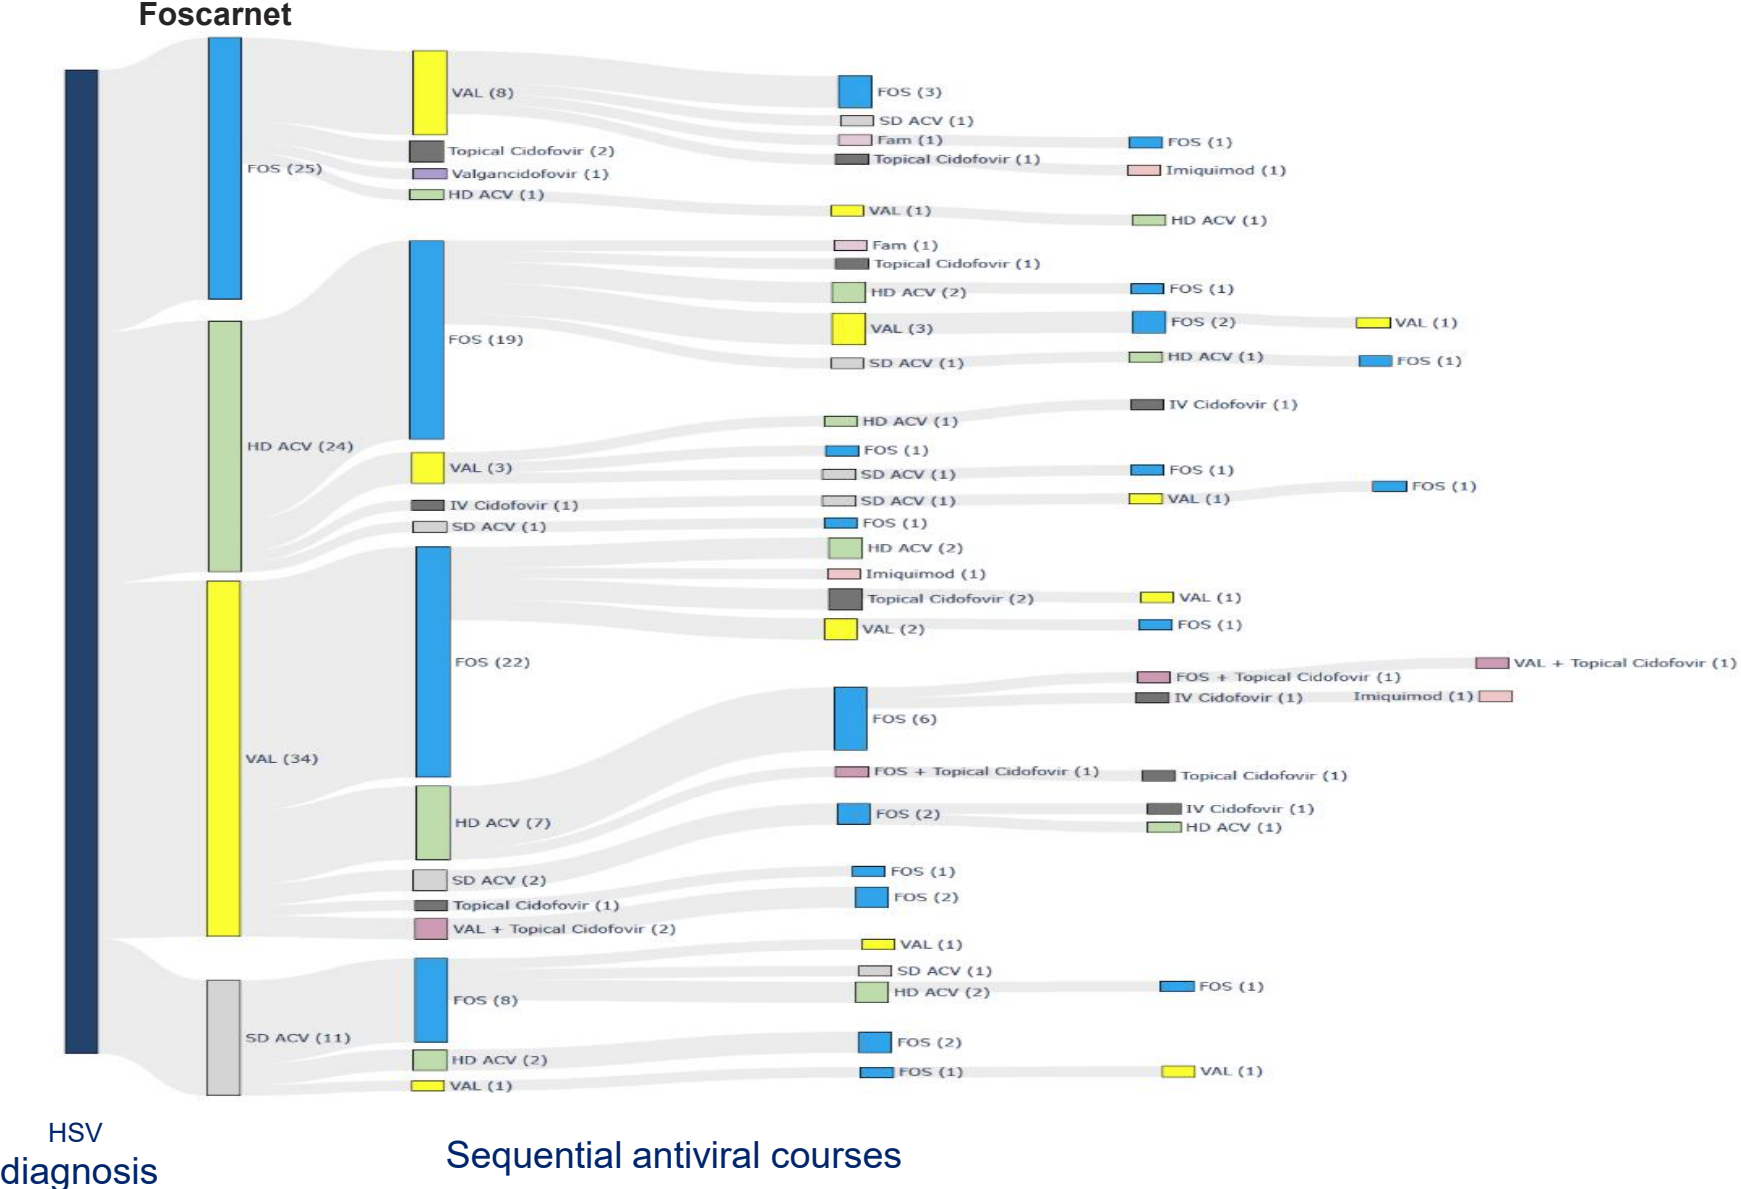 Foscarnet
FOS (25)
HD ACV (24)
VAL (34)
SD ACV (11)
VAL (8)
Topical Cidofovir (2)
Valgancidofovir (1)
HD ACV (1)
FOS (19)
VAL (3)
IV Cidofovir (1)
SD ACV (1)
FOS (22)
HD ACV (7)
SD ACV (2)
Topical Cidofovir (1)
VAL + Topical Cidofovir (2)
FOS (8)
HD ACV (2)
VAL (1)
FOS (3)
SD ACV (1)
Fam (1)
Topical Cidofovir (1)
VAL (1)
Fam (1)
Topical Cidofovir (1)
HD ACV (2)
VAL (3)
SD ACV (1)
HD ACV (1)
FOS (1)
SD ACV (1)
SD ACV (1)
FOS (1)
HD ACV (2)
Imiquimod (1)
Topical Cidofovir (2)
VAL (2)
FOS (6)
FOS + Topical Cidofovir (1)
FOS (2)
FOS (1)
FOS (2)
VAL (1)
SD ACV (1)
HD ACV (2)
FOS (2)
FOS (1)
FOS (1)
Imiquimod (1)
HD ACV (1)
FOS (1)
FOS (2)
HD ACV (1)
IV Cidofovir (1)
FOS (1)
VAL (1)
VAL (1)
FOS (1)
FOS + Topical Cidofovir (1)
IV Cidofovir (1)
Topical Cidofovir (1)
IV Cidofovir (1)
HD ACV (1)
FOS (1)
VAL (1)
VAL (1)
FOS (1)
FOS (1)
VAL + Topical Cidofovir (1)
Imiquimod (1)
HSV
diagnosis
Sequential antiviral courses